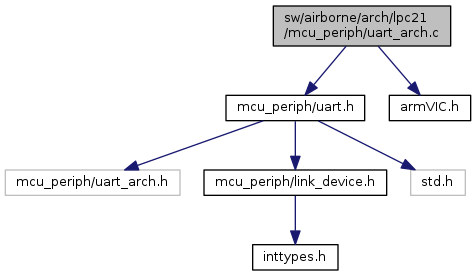 sw/airborne/arch/lpc21
/mcu_periph/uart_arch.c
mcu_periph/uart.h
armVIC.h
mcu_periph/uart_arch.h
mcu_periph/link_device.h
std.h
inttypes.h